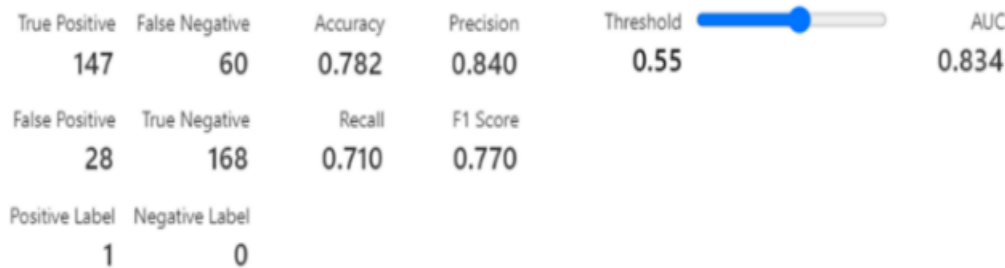 True Positive False Negative Accuracy Precision Threshold AUC
147 60 0.782 0.840 0.55 0.834
False Positive True Negative Recall F1 Score
28 168 0.710 0.770
Positive Label Negative Label
1 0